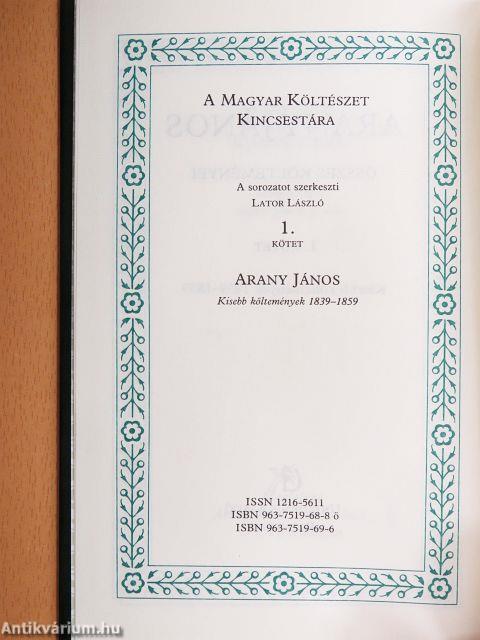 A MAGYAR KÖLTÉSZET
KINCSESTÁRA
A sorozatot szerkeszti
LATOR LÁSZLÓ
1.
KÖTET
ARANY JÁNOS
Kisebb költemények 1839–1859
ISSN 1216-5611
ISBN 963-7519-68-8 ö
ISBN 963-7519-69-6
Antikvárium.hu